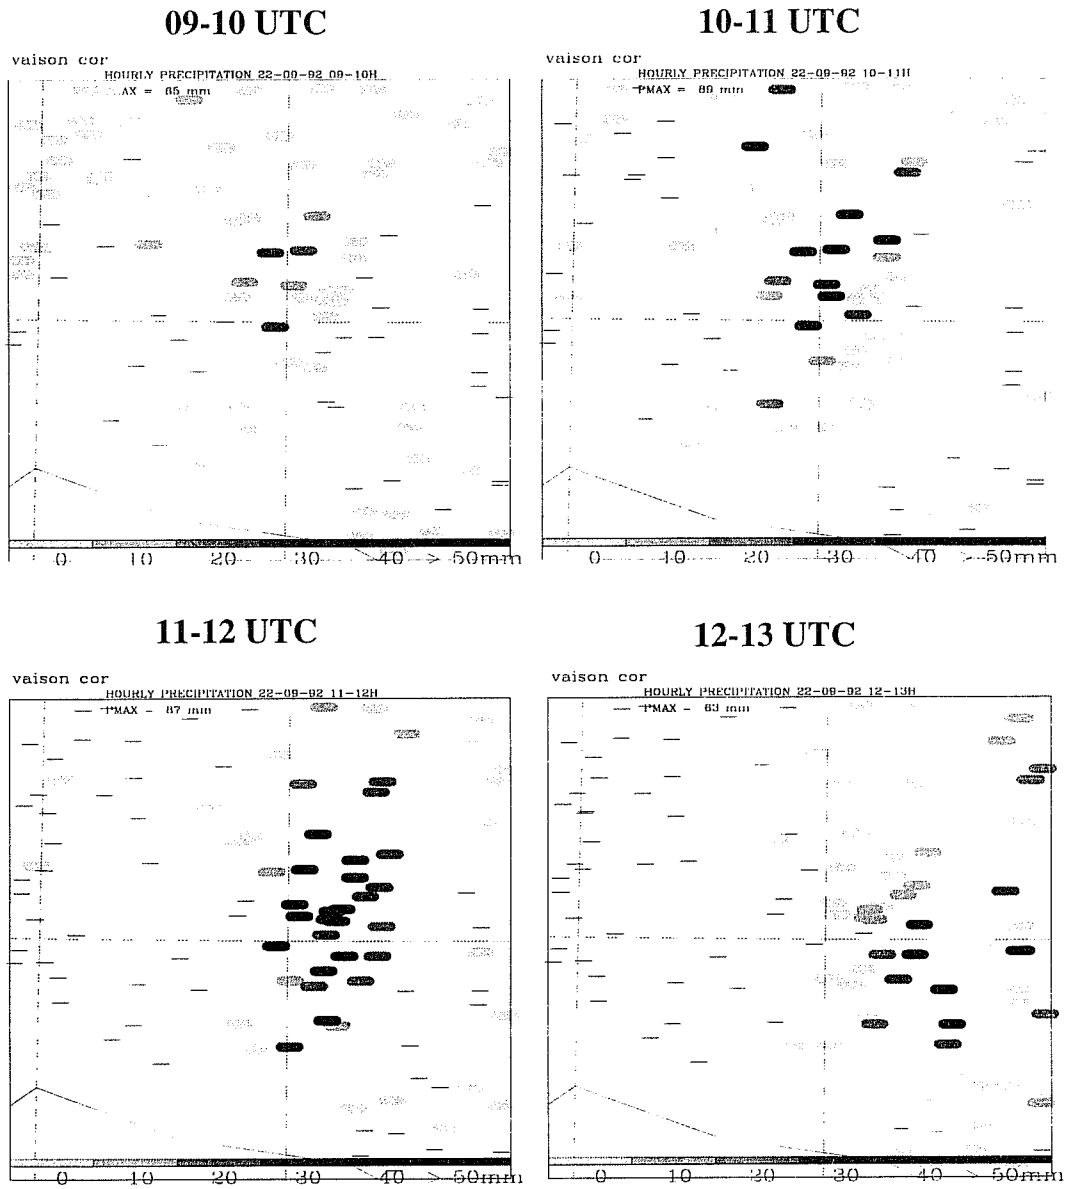 09-10 UTC
vaison cor
HOURLY PRECIPITATION 22-09-92 09-10H
AX = 65 mm
0 10 20 30 40 > 50mm
10-11 UTC
vaison cor
HOURLY PRECIPITATION 22-09-92 10-11H
PMAX = 89 mm
0 10 20 30 40 > 50mm
11-12 UTC
vaison cor
HOURLY PRECIPITATION 22-09-92 11-12H
PMAX = 87 mm
0 10 20 30 40 > 50mm
12-13 UTC
vaison cor
HOURLY PRECIPITATION 22-09-92 12-13H
PMAX = 63 mm
0 10 20 30 40 50mm